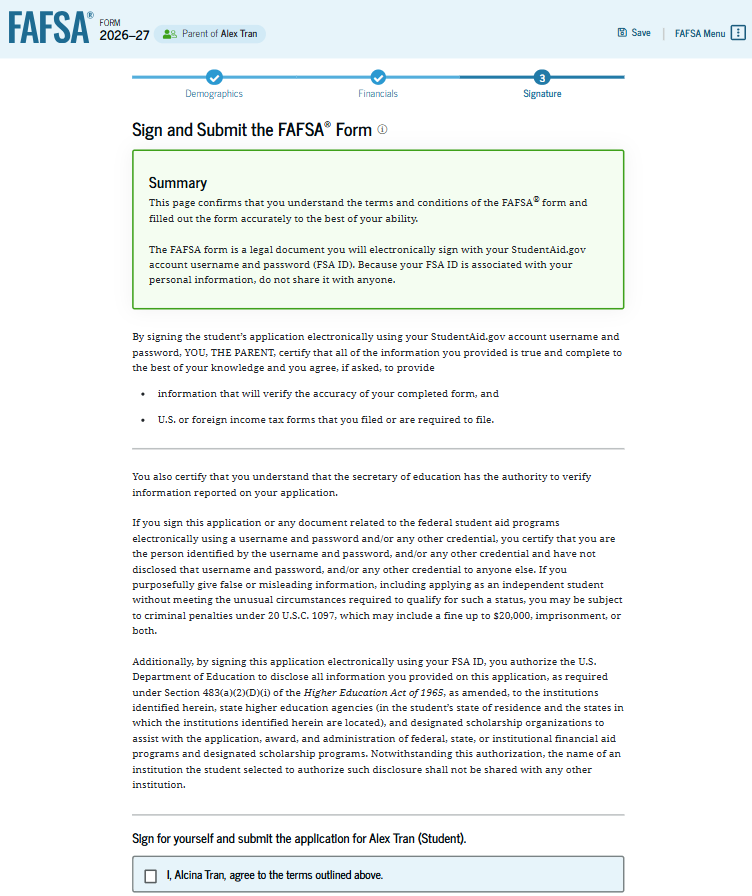 FAFSA®
FORM
2026–27
Parent of Alex Tran
Save
FAFSA Menu
Demographics
Financials
3
Signature
Sign and Submit the FAFSA® Form
Summary
This page confirms that you understand the terms and conditions of the FAFSA® form and
filled out the form accurately to the best of your ability.
The FAFSA form is a legal document you will electronically sign with your StudentAid.gov
account username and password (FSA ID). Because your FSA ID is associated with your
personal information, do not share it with anyone.
By signing the student's application electronically using your StudentAid.gov account username and
password, YOU, THE PARENT, certify that all of the information you provided is true and complete to
the best of your knowledge and you agree, if asked, to provide
• information that will verify the accuracy of your completed form, and
• U.S. or foreign income tax forms that you filed or are required to file.
You also certify that you understand that the secretary of education has the authority to verify
information reported on your application.
If you sign this application or any document related to the federal student aid programs
electronically using a username and password and/or any other credential, you certify that you are
the person identified by the username and password, and/or any other credential and have not
disclosed that username and password, and/or any other credential to anyone else. If you
purposefully give false or misleading information, including applying as an independent student
without meeting the unusual circumstances required to qualify for such a status, you may be subject
to criminal penalties under 20 U.S.C. 1097, which may include a fine up to $20,000, imprisonment, or
both.
Additionally, by signing this application electronically using your FSA ID, you authorize the U.S.
Department of Education to disclose all information you provided on this application, as required
under Section 483(a)(2)(D)(i) of the Higher Education Act of 1965, as amended, to the institutions
identified herein, state higher education agencies (in the student's state of residence and the states in
which the institutions identified herein are located), and designated scholarship organizations to
assist with the application, award, and administration of federal, state, or institutional financial aid
programs and designated scholarship programs. Notwithstanding this authorization, the name of an
institution the student selected to authorize such disclosure shall not be shared with any other
institution.
Sign for yourself and submit the application for Alex Tran (Student).
I, Alcina Tran, agree to the terms outlined above.